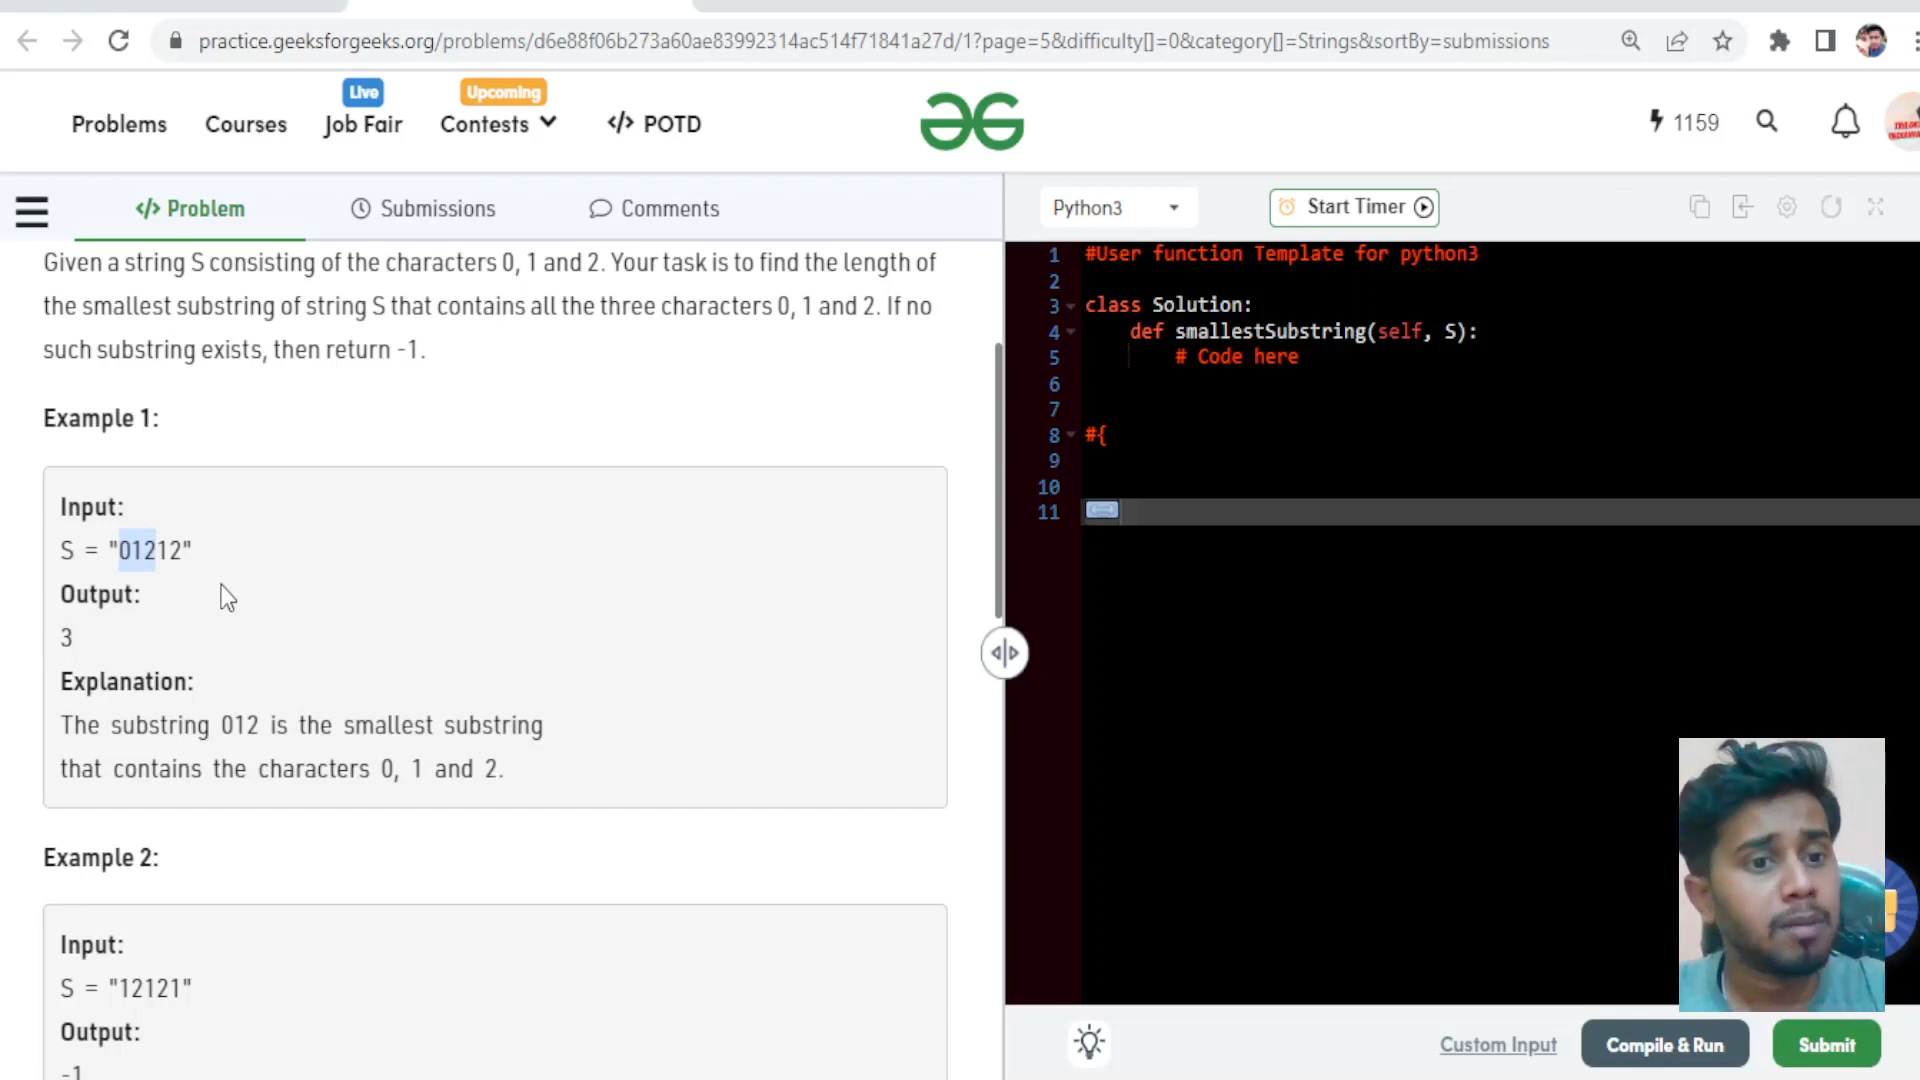 practice.geeksforgeeks.org/problems/d6e88f06b273a60ae83992314ac514f71841a27d/1?page=5&difficulty[]=0&category[]=Strings&sortBy=submissions
Live
Upcoming
Problems
Courses
Job Fair
Contests
</> POTD
1159
</> Problem
Submissions
Comments
Python3
Start Timer
Given a string S consisting of the characters 0, 1 and 2. Your task is to find the length of
the smallest substring of string S that contains all the three characters 0, 1 and 2. If no
such substring exists, then return -1.
Example 1:
Input:
S = "01212"
Output:
3
Explanation:
The substring 012 is the smallest substring
that contains the characters 0, 1 and 2.
Example 2:
Input:
S = "12121"
Output:
-1
1 #User function Template for python3
2
3 class Solution:
4 def smallestSubstring(self, S):
5 # Code here
6
7
8 #{
9
10
11
Custom Input
Compile & Run
Submit